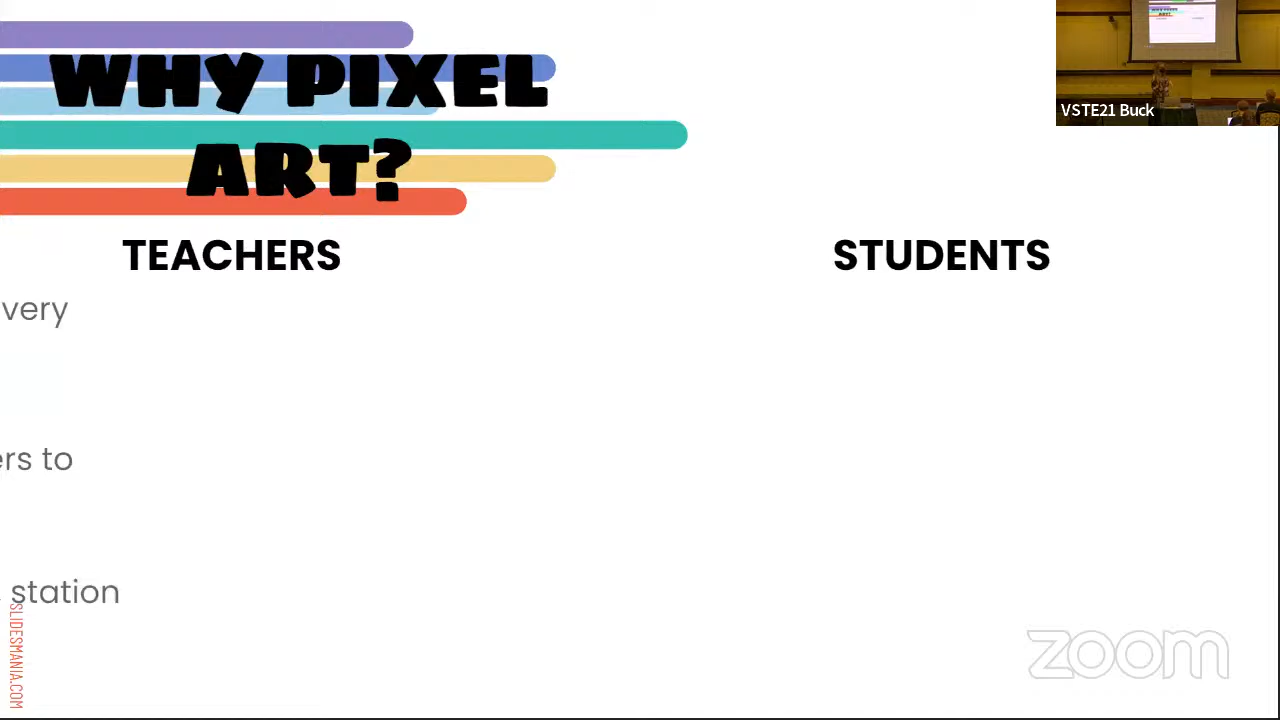 WHY PIXEL
ART?
VSTE21 Buck
TEACHERS
STUDENTS
very
ers to
station
SLIDESMANIA.COM
zoom